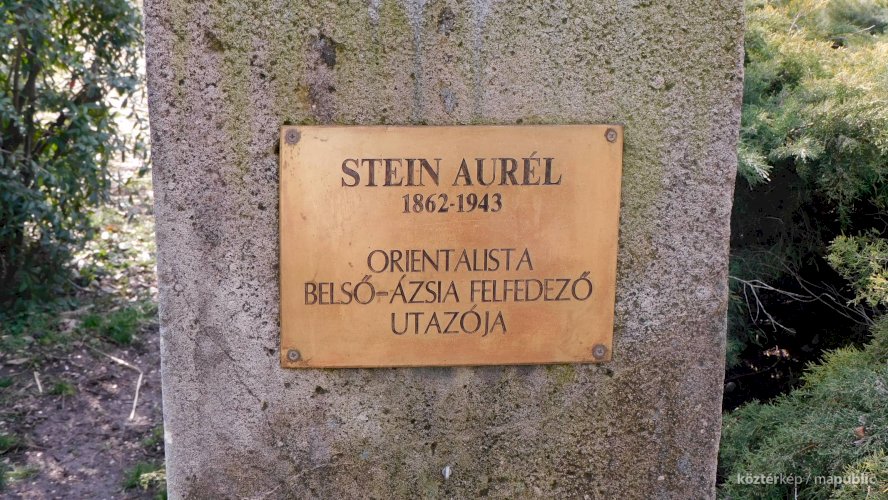 STEIN AURÉL
1862-1943
ORIENTALISTA
BELSŐ-ÁZSIA FELFEDEZŐ
UTAZÓJA
köztérkép / mapublic